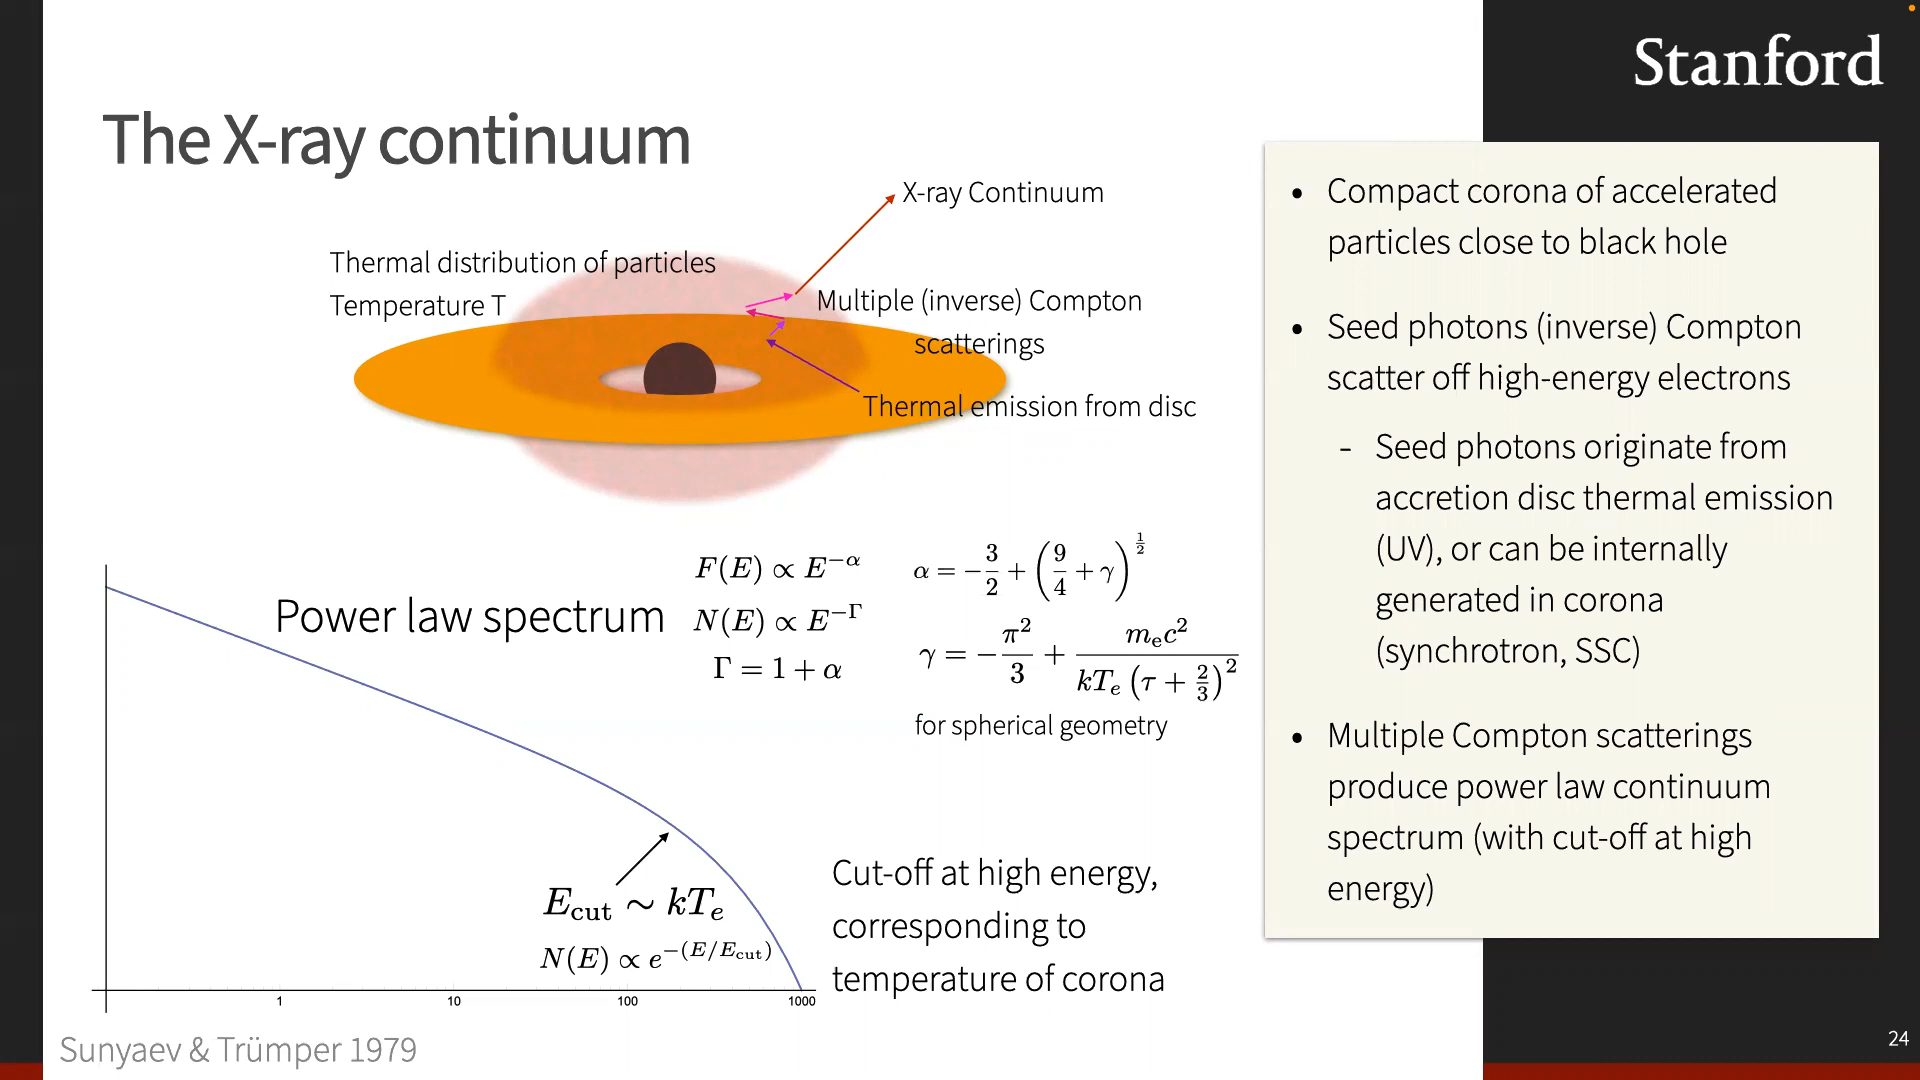 Stanford
The X-ray continuum
X-ray Continuum
Thermal distribution of particles
Temperature T
Multiple (inverse) Compton
scatterings
Thermal emission from disc
Power law spectrum
F(E) ∝ E^{−α}
N(E) ∝ E^{−Γ}
Γ = 1 + α
α = −3/2 + (9/4 + γ)^{1/2}
γ = −π²/3 + m_e c² / kT_e (τ + 2/3)²
for spherical geometry
E_cut ∼ kT_e
N(E) ∝ e^{−(E/E_cut)}
Cut-off at high energy,
corresponding to
temperature of corona
1 10 100 1000
Sunyaev & Trümper 1979
• Compact corona of accelerated
particles close to black hole
• Seed photons (inverse) Compton
scatter off high-energy electrons
- Seed photons originate from
accretion disc thermal emission
(UV), or can be internally
generated in corona
(synchrotron, SSC)
• Multiple Compton scatterings
produce power law continuum
spectrum (with cut-off at high
energy)
24